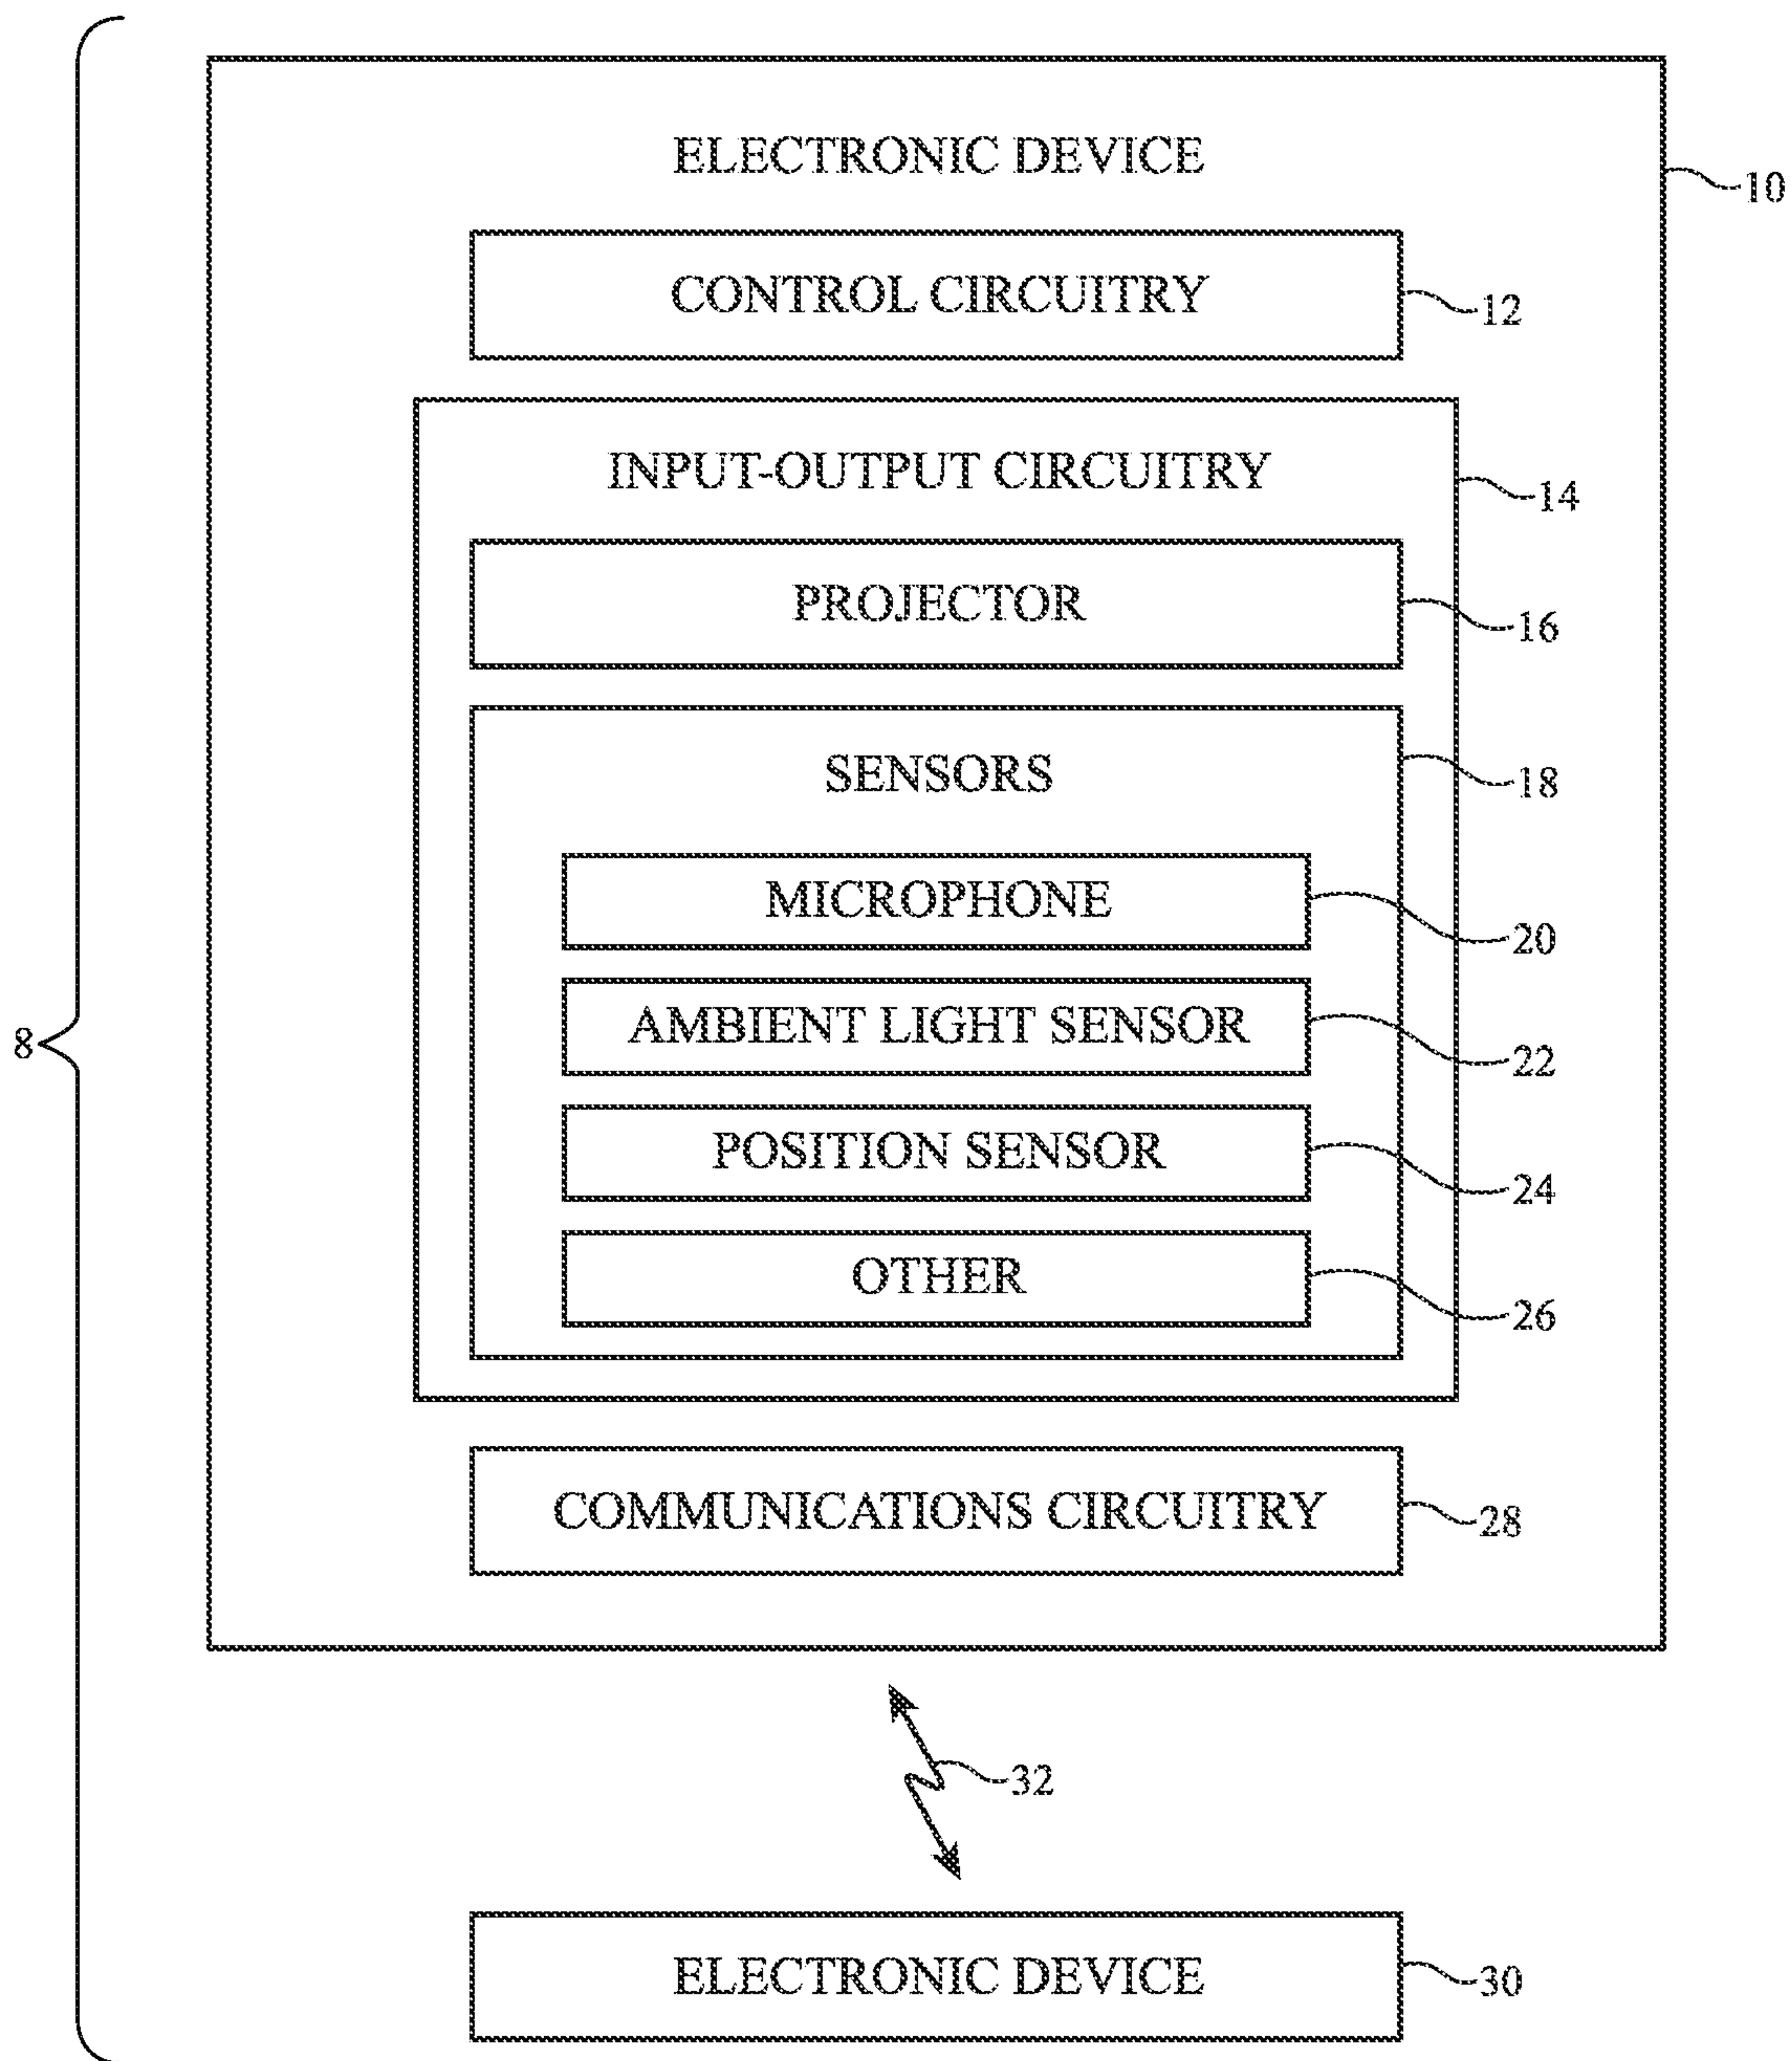 ELECTRONIC DEVICE
10
CONTROL CIRCUITRY
12
INPUT-OUTPUT CIRCUITRY
14
PROJECTOR
16
SENSORS
18
MICROPHONE
20
AMBIENT LIGHT SENSOR
22
POSITION SENSOR
24
OTHER
26
COMMUNICATIONS CIRCUITRY
28
8
32
ELECTRONIC DEVICE
30